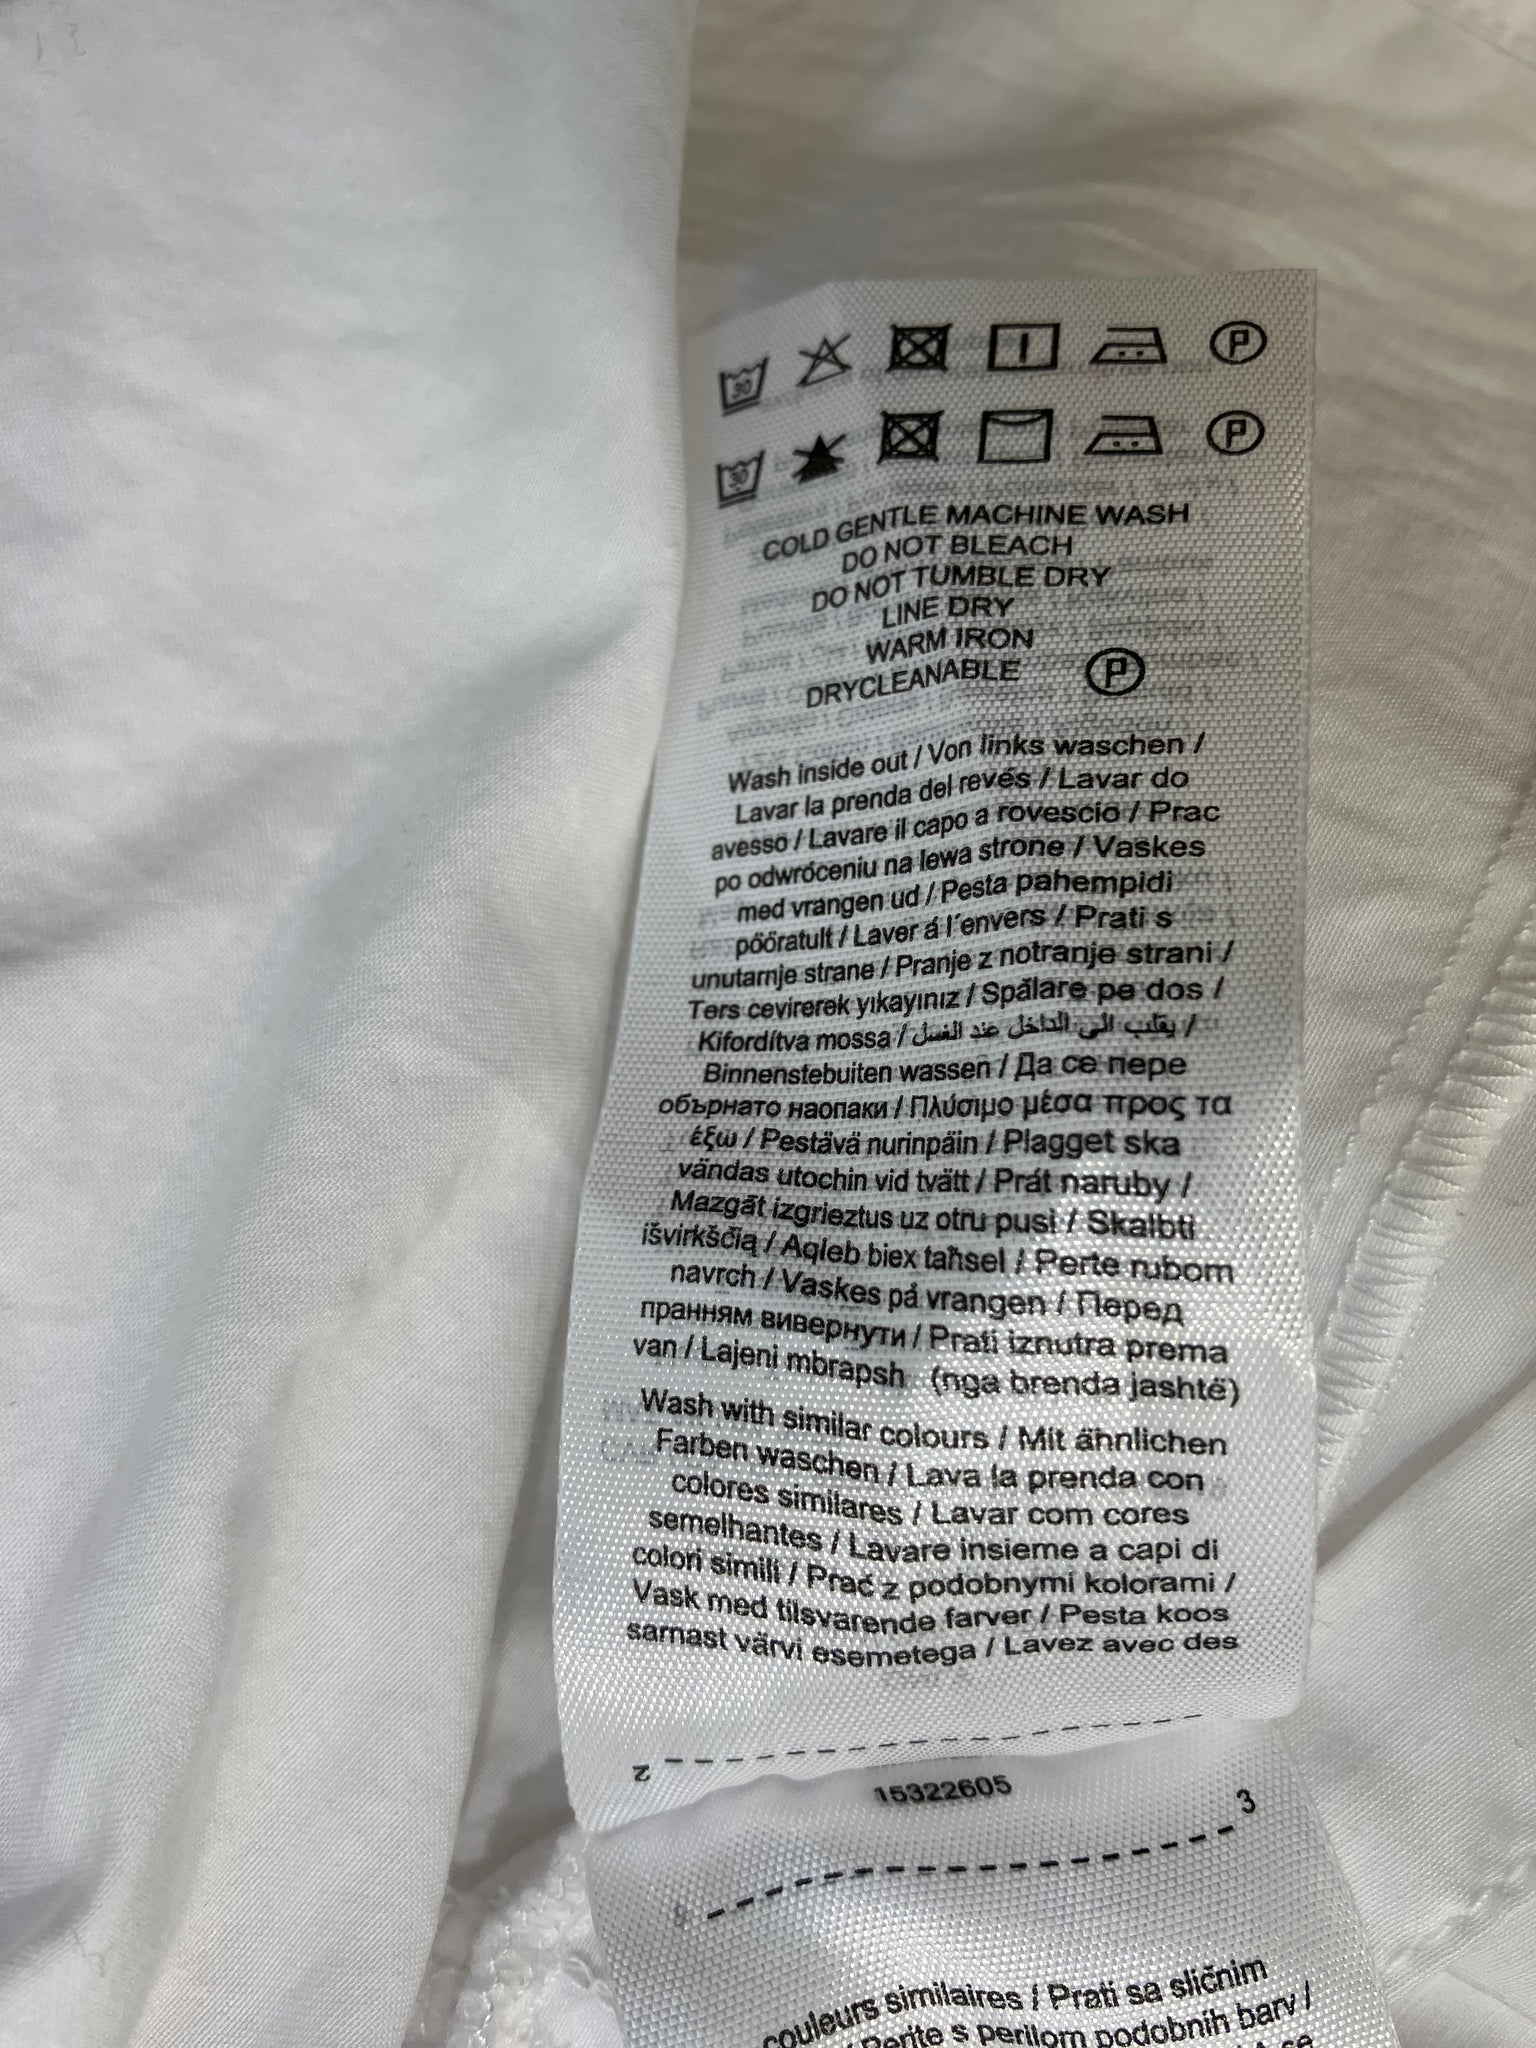 30 P
30 P
COLD GENTLE MACHINE WASH
DO NOT BLEACH
DO NOT TUMBLE DRY
LINE DRY
WARM IRON
DRYCLEANABLE P
Wash inside out / Von links waschen /
Lavar la prenda del revés / Lavar do
avesso / Lavare il capo a rovescio / Prac
po odwróceniu na lewa strone / Vaskes
med vrangen ud / Pesta pahempidi
pööratult / Laver á l´envers / Prati s
unutarnje strane / Pranje z notranje strani /
Ters cevirerek yıkayınız / Spălare pe dos /
Kifordítva mossa / يقلب الى الداخل عند الغسل /
Binnenstebuiten wassen / Да се пере
обърнато наопаки / Πλύσιμο μέσα προς τα
έξω / Pestävä nurinpäin / Plagget ska
vändas utochin vid tvätt / Prát naruby /
Mazgāt izgrieztus uz otru pusi / Skalbti
išvirkščią / Aqleb biex taħsel / Perte rubom
navrch / Vaskes på vrangen / Перед
пранням вивернути / Prati iznutra prema
van / Lajeni mbrapsh (nga brenda jashtë)
Wash with similar colours / Mit ähnlichen
Farben waschen / Lava la prenda con
colores similares / Lavar com cores
semelhantes / Lavare insieme a capi di
colori simili / Prać z podobnymi kolorami /
Vask med tilsvarende farver / Pesta koos
sarnast värvi esemetega / Lavez avec des
2
15322605
3
couleurs similaires / Prati sa sličnim
/ Perite s perilom podobnih barv /